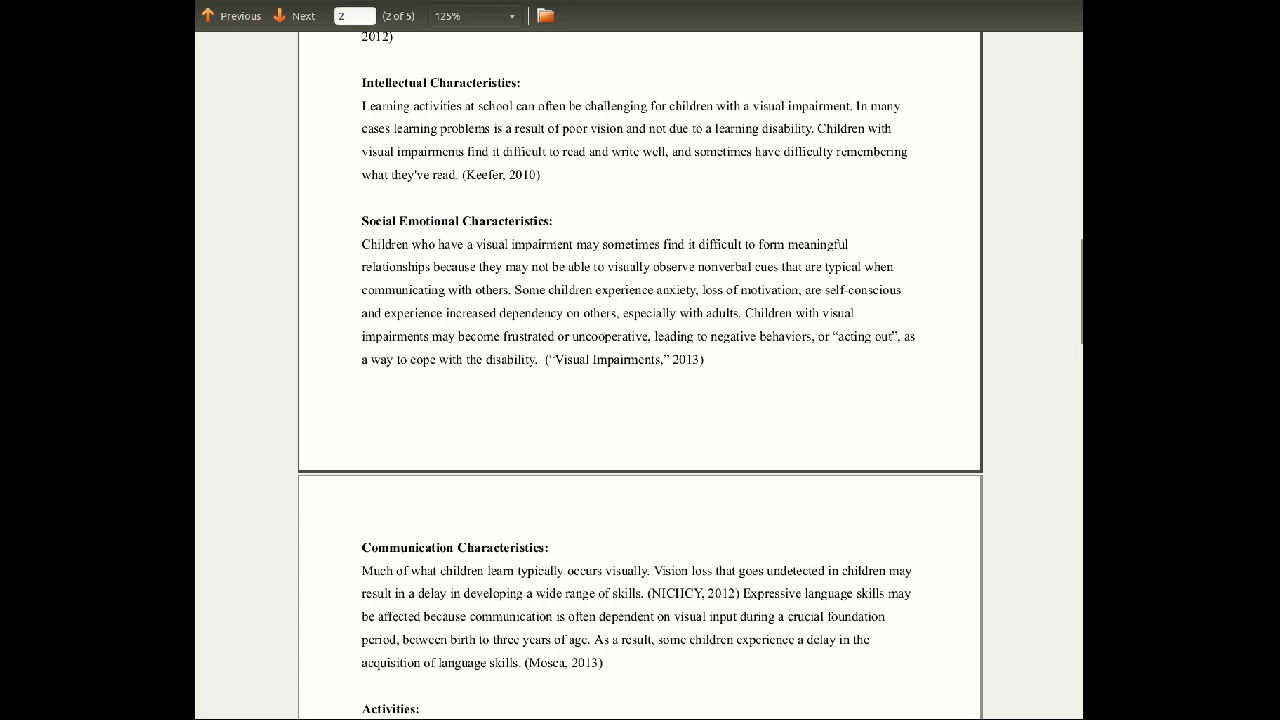 Previous Next 2 (2 of 5) 125%
2012)
Intellectual Characteristics:
Learning activities at school can often be challenging for children with a visual impairment. In many
cases learning problems is a result of poor vision and not due to a learning disability. Children with
visual impairments find it difficult to read and write well, and sometimes have difficulty remembering
what they've read. (Keefer, 2010)
Social Emotional Characteristics:
Children who have a visual impairment may sometimes find it difficult to form meaningful
relationships because they may not be able to visually observe nonverbal cues that are typical when
communicating with others. Some children experience anxiety, loss of motivation, are self-conscious
and experience increased dependency on others, especially with adults. Children with visual
impairments may become frustrated or uncooperative, leading to negative behaviors, or “acting out”, as
a way to cope with the disability.  (“Visual Impairments,” 2013)
Communication Characteristics:
Much of what children learn typically occurs visually. Vision loss that goes undetected in children may
result in a delay in developing a wide range of skills. (NICHCY, 2012) Expressive language skills may
be affected because communication is often dependent on visual input during a crucial foundation
period, between birth to three years of age. As a result, some children experience a delay in the
acquisition of language skills. (Mosca, 2013)
Activities: